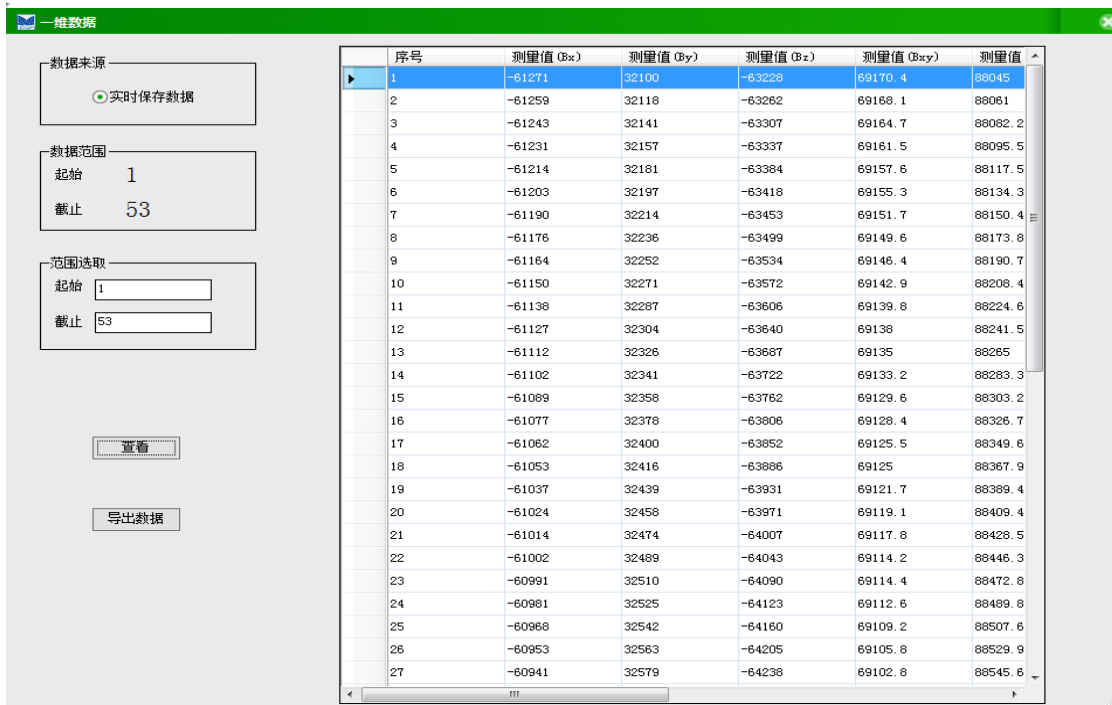 一维数据
数据来源
实时保存数据
数据范围
起始 1
截止 53
范围选取
起始 1
截止 53
查看
导出数据
序号 测量值(Bx) 测量值(By) 测量值(Bz) 测量值(Bxy) 测量值
1 -61271 32100 -63228 69170.4 88045
2 -61259 32118 -63262 69168.1 88061
3 -61243 32141 -63307 69164.7 88082.2
4 -61231 32157 -63337 69161.5 88095.5
5 -61214 32181 -63384 69157.6 88117.5
6 -61203 32197 -63418 69155.3 88134.3
7 -61190 32214 -63453 69151.7 88150.4
8 -61176 32236 -63499 69149.6 88173.8
9 -61164 32252 -63534 69146.4 88190.7
10 -61150 32271 -63572 69142.9 88208.4
11 -61138 32287 -63606 69139.8 88224.6
12 -61127 32304 -63640 69138 88241.5
13 -61112 32326 -63687 69135 88265
14 -61102 32341 -63722 69133.2 88283.3
15 -61089 32358 -63762 69129.6 88303.2
16 -61077 32378 -63806 69128.4 88326.7
17 -61062 32400 -63852 69125.5 88349.6
18 -61053 32416 -63886 69125 88367.9
19 -61037 32439 -63931 69121.7 88389.4
20 -61024 32458 -63971 69119.1 88409.4
21 -61014 32474 -64007 69117.8 88428.5
22 -61002 32489 -64043 69114.2 88446.3
23 -60991 32510 -64090 69114.4 88472.8
24 -60981 32525 -64123 69112.6 88489.8
25 -60968 32542 -64160 69109.2 88507.6
26 -60953 32563 -64205 69105.8 88529.9
27 -60941 32579 -64238 69102.8 88545.6